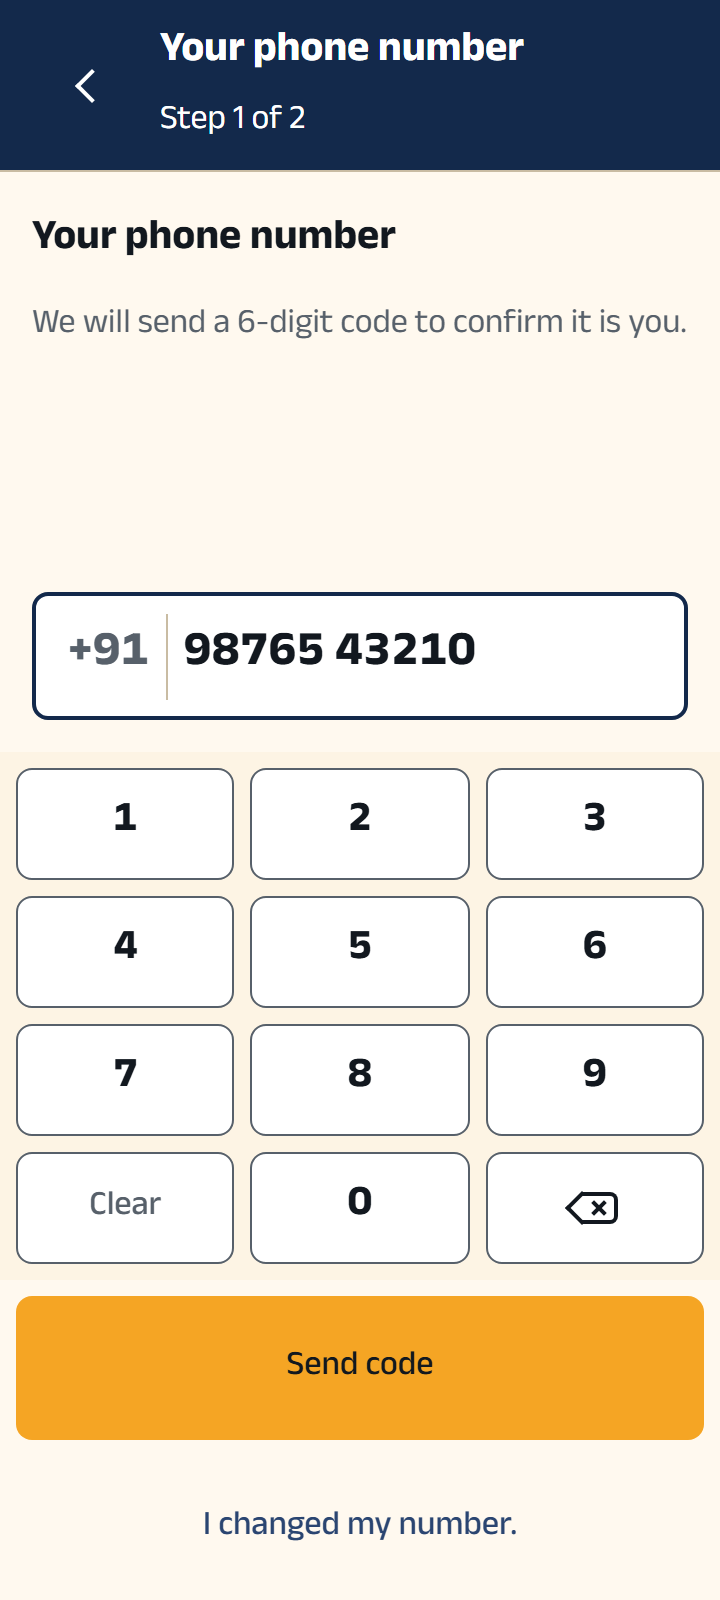 Your phone number
Step 1 of 2
Your phone number
We will send a 6-digit code to confirm it is you.
+91 98765 43210
1 2 3
4 5 6
7 8 9
Clear 0
Send code
I changed my number.